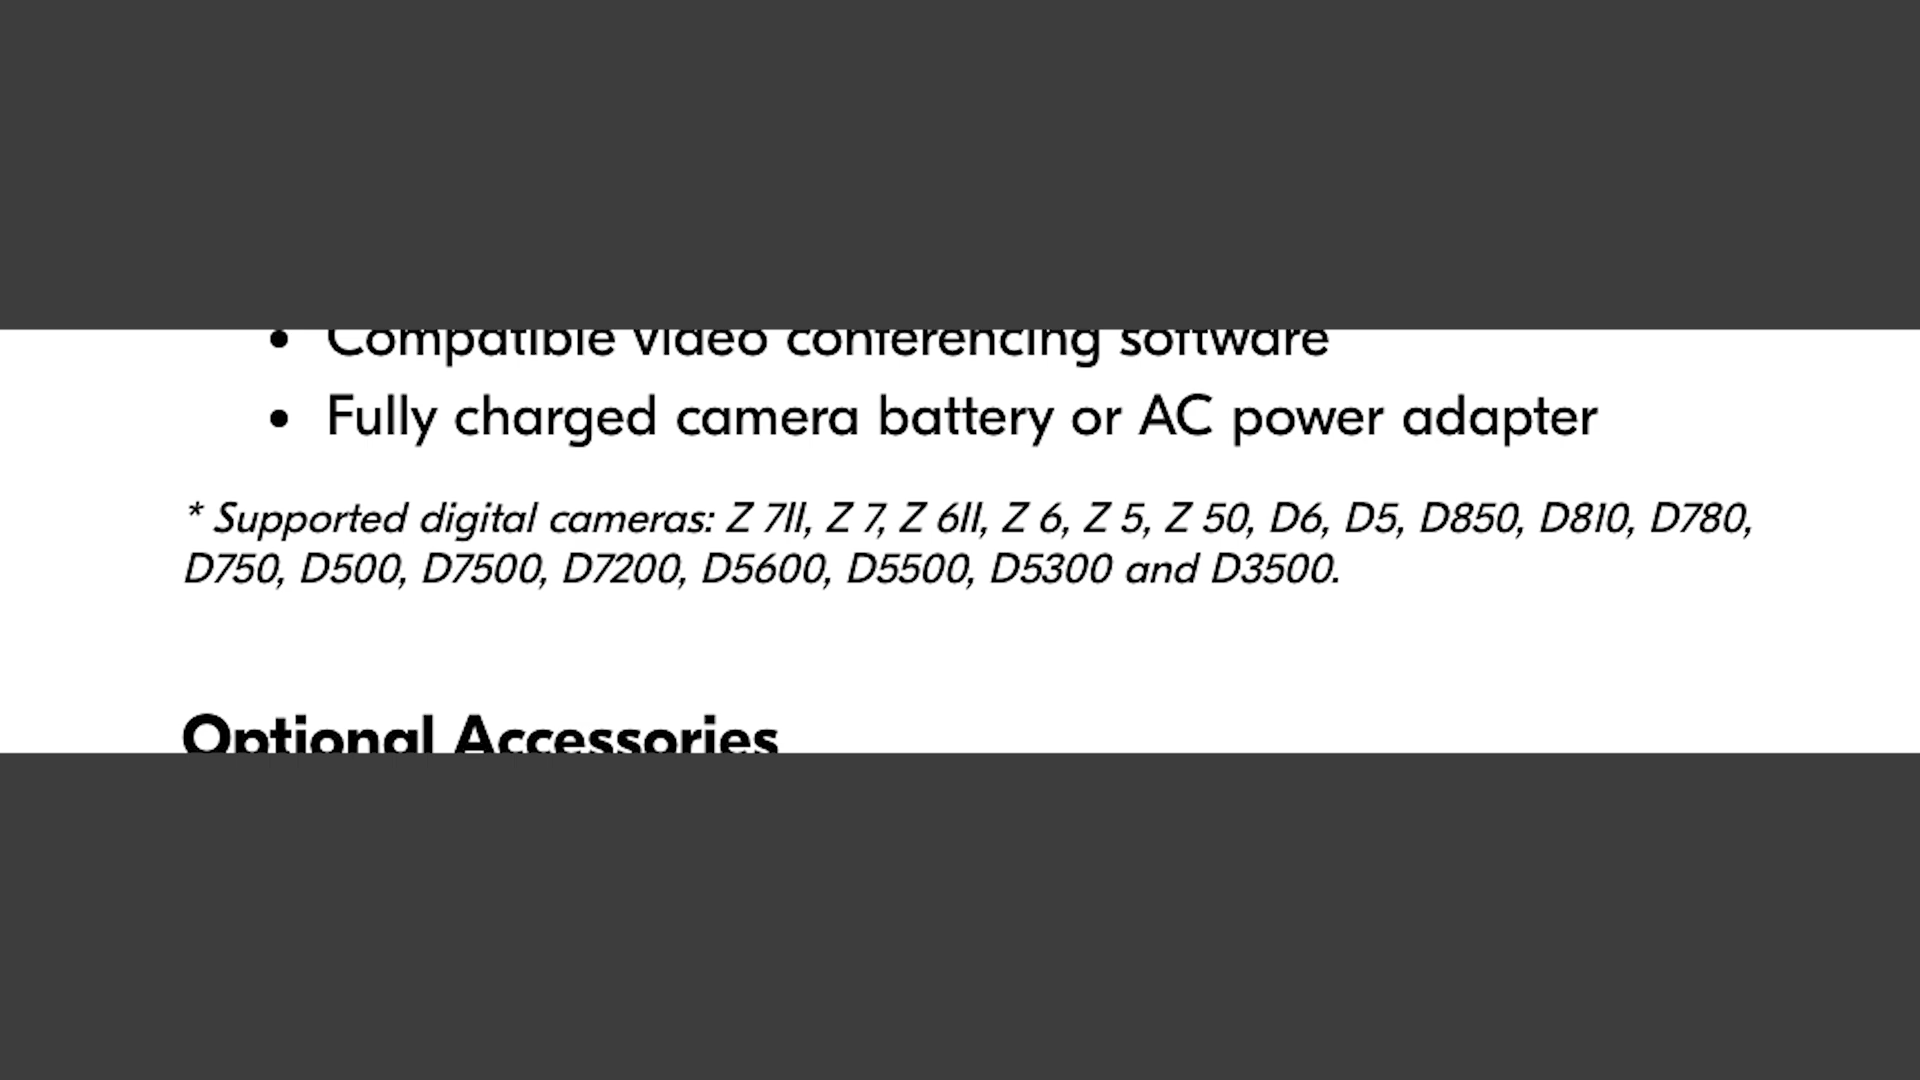 • Compatible video conferencing software
• Fully charged camera battery or AC power adapter
* Supported digital cameras: Z 7II, Z 7, Z 6II, Z 6, Z 5, Z 50, D6, D5, D850, D810, D780,
D750, D500, D7500, D7200, D5600, D5500, D5300 and D3500.
Optional Accessories